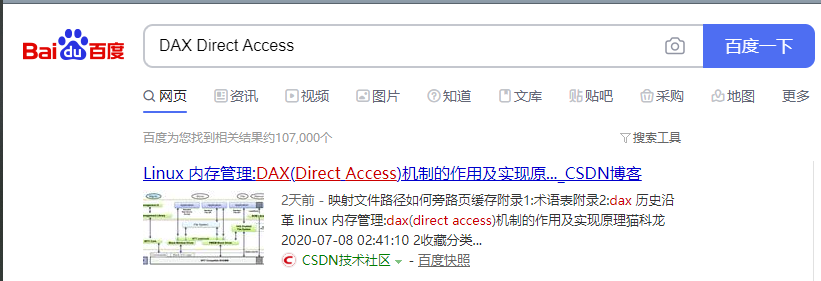 Bai du 百度 DAX Direct Access 百度一下
网页 资讯 视频 图片 知道 文库 贴吧 采购 地图 更多
百度为您找到相关结果约107,000个 搜索工具
Linux 内存管理:DAX(Direct Access)机制的作用及实现原..._CSDN博客
2天前 - 映射文件路径如何旁路页缓存附录1:术语表附录2:dax 历史沿
革 linux 内存管理:dax(direct access)机制的作用及实现原理猫科龙
2020-07-08 02:41:10 2收藏分类...
CSDN技术社区 - 百度快照